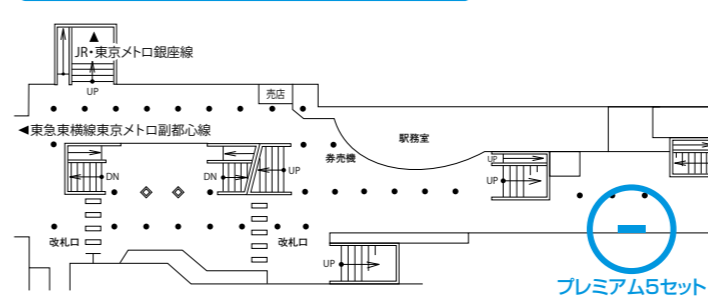 JR・東京メトロ銀座線
UP
売店
東急東横線東京メトロ副都心線
券売機
駅務室
UP
UP
DN
DN
UP
改札口
改札口
UP
プレミアム5セット